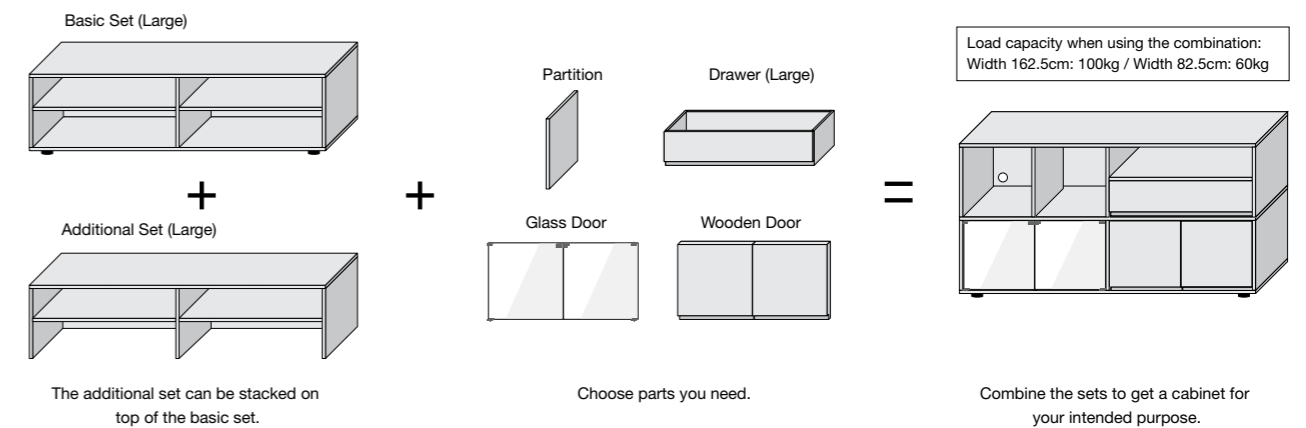 Basic Set (Large)
Additional Set (Large)
The additional set can be stacked on
top of the basic set.
Partition
Drawer (Large)
Glass Door
Wooden Door
Choose parts you need.
Load capacity when using the combination:
Width 162.5cm: 100kg / Width 82.5cm: 60kg
Combine the sets to get a cabinet for
your intended purpose.